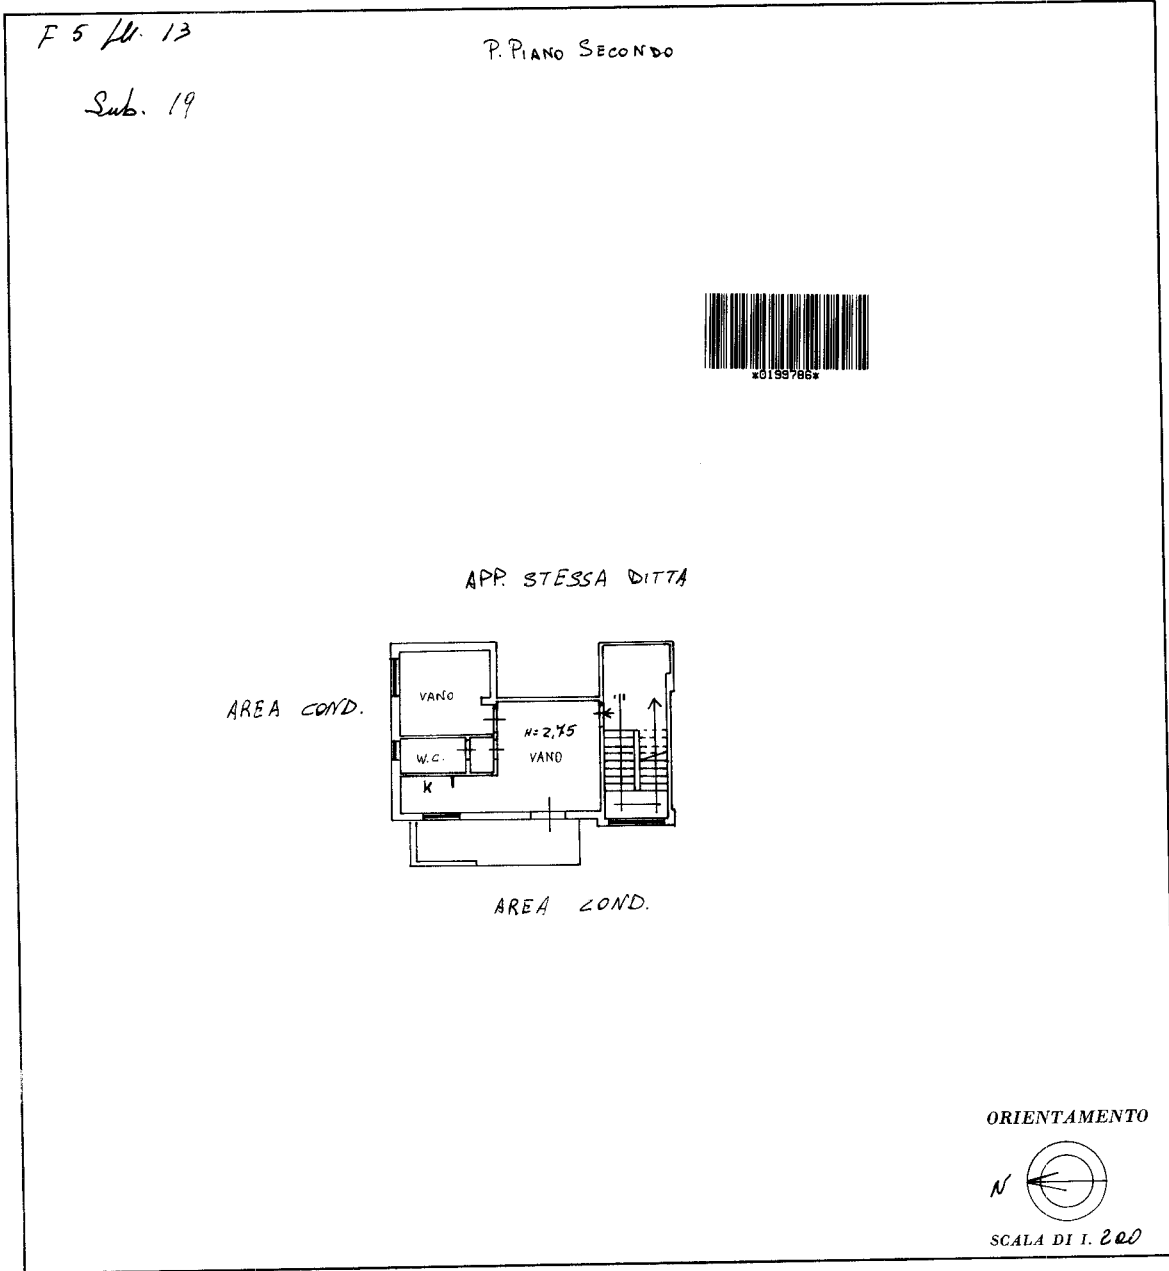 F 5 M. 13
P. PIANO SECONDO
Sub. 19
*0199786*
APP. STESSA DITTA
AREA COND.
VANO
H=2,75
VANO
W.C.
K
AREA COND.
ORIENTAMENTO
N
SCALA DI 1. 200